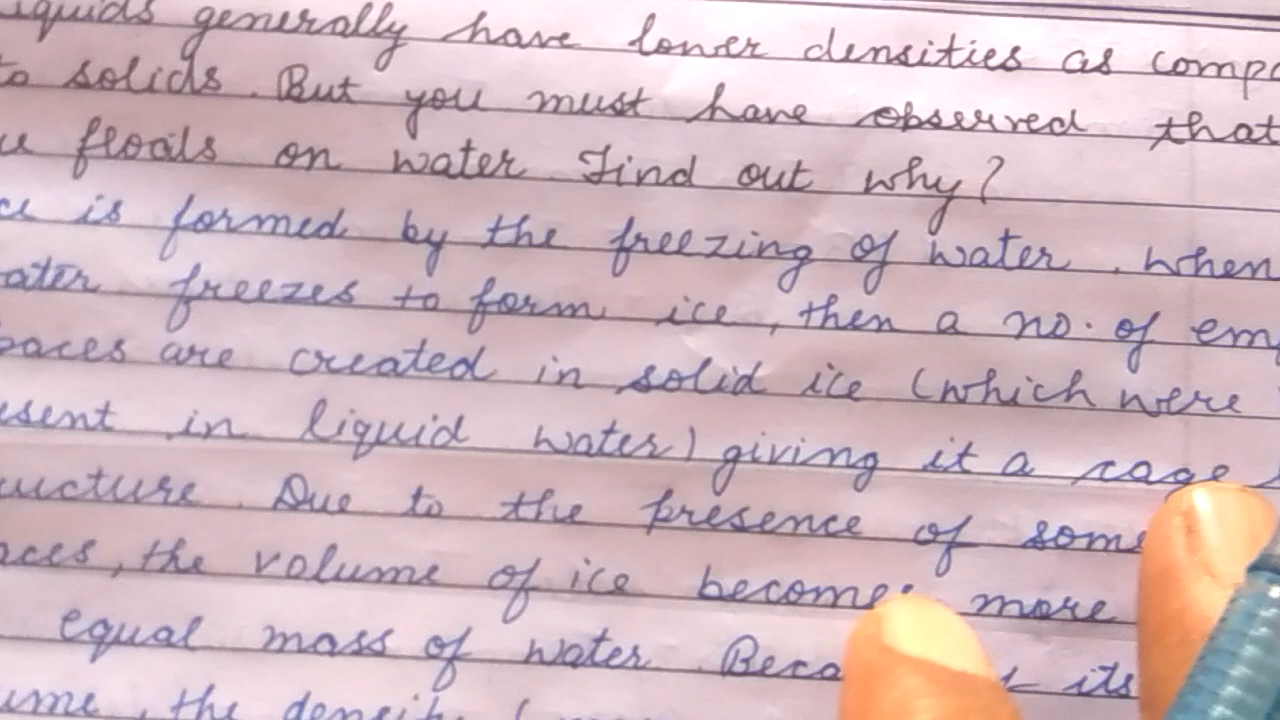 liquids generally have lower densities as comp
to solids. But you must have observed that
floats on water Find out why?
is formed by the freezing of water. when
water freezes to form ice, then a no. of em
spaces are created in solid ice (which were
esent in liquid water) giving it a cage
ucture. Due to the presence of some
aces, the volume of ice becomes more
equal mass of water. Beca its
ume, the densit